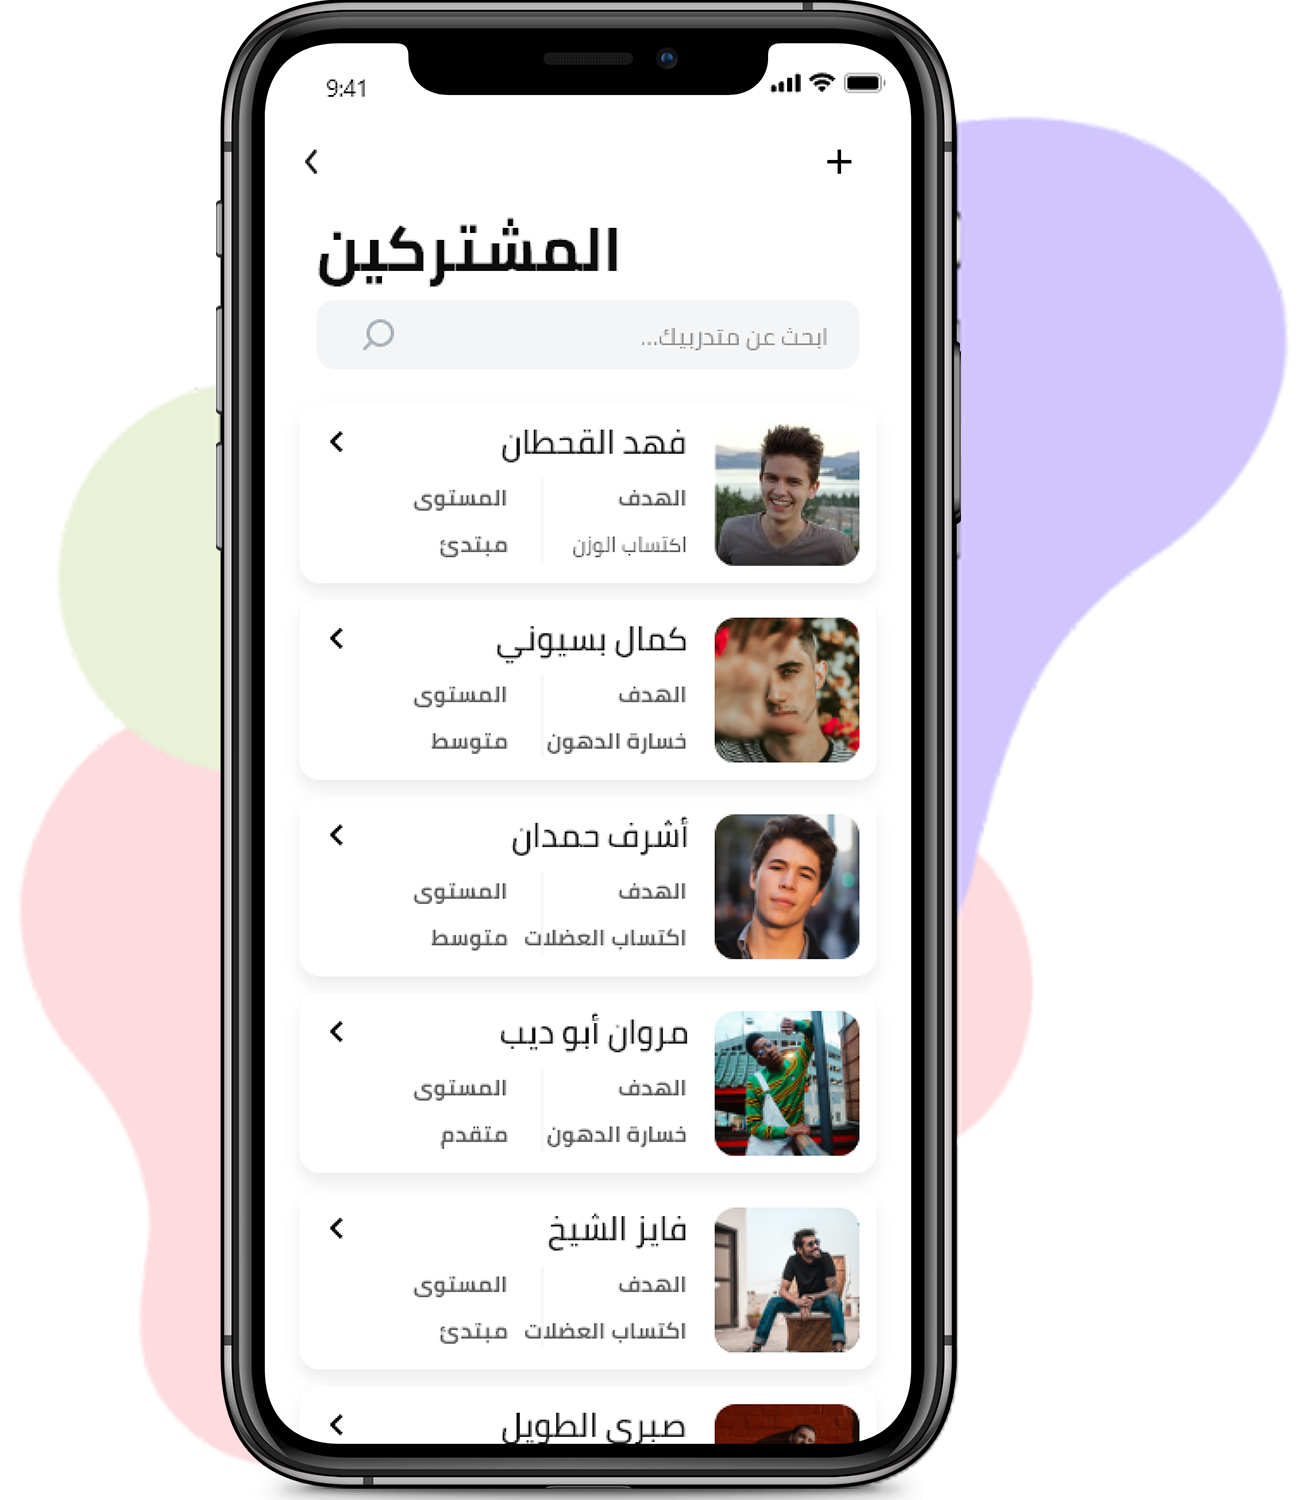 9:41
المشتركين
ابحث عن متدربيك...
فهد القحطان
الهدف المستوى
اكتساب الوزن مبتدئ
كمال بسيوني
الهدف المستوى
خسارة الدهون متوسط
أشرف حمدان
الهدف المستوى
اكتساب العضلات متوسط
مروان أبو ديب
الهدف المستوى
خسارة الدهون متقدم
فايز الشيخ
الهدف المستوى
اكتساب العضلات مبتدئ
صبري الطويل